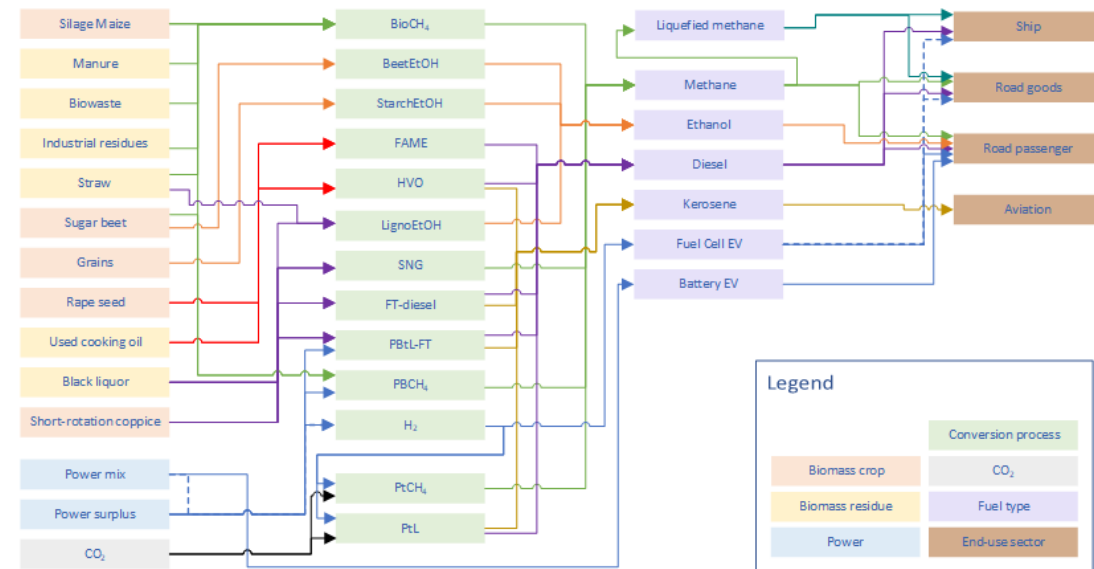 Silage Maize
Manure
Biowaste
Industrial residues
Straw
Sugar beet
Grains
Rape seed
Used cooking oil
Black liquor
Short-rotation coppice
Power mix
Power surplus
CO₂
BioCH₄
BeetEtOH
StarchEtOH
FAME
HVO
LignoEtOH
SNG
FT-diesel
PBtL-FT
PBCH₄
H₂
PtCH₄
PtL
Liquefied methane
Methane
Ethanol
Diesel
Kerosene
Fuel Cell EV
Battery EV
Ship
Road goods
Road passenger
Aviation
Legend
Conversion process
Biomass crop
CO₂
Biomass residue
Fuel type
Power
End-use sector